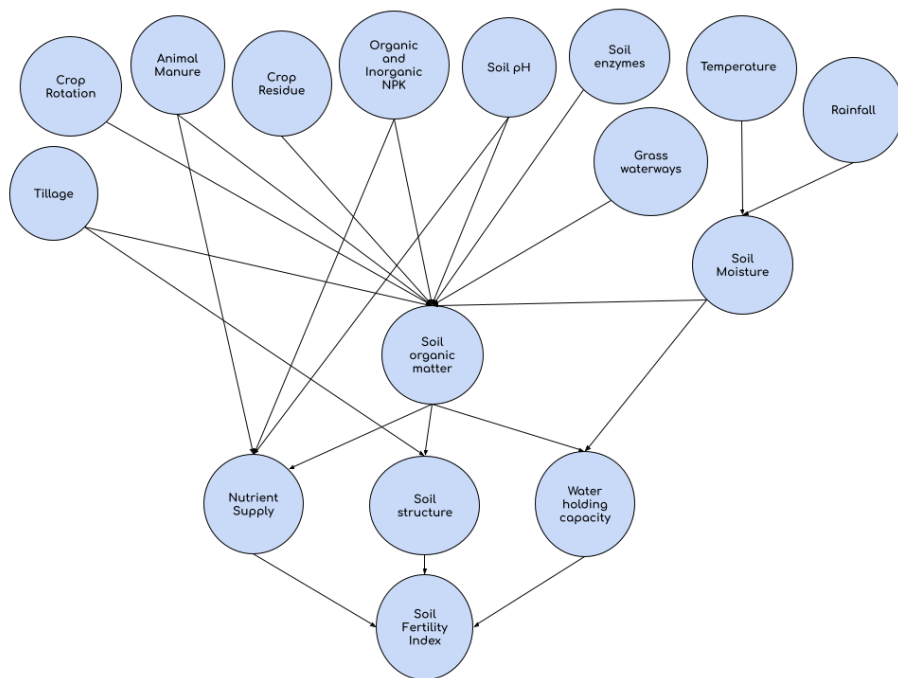 Crop
Rotation
Animal
Manure
Crop
Residue
Organic
and
Inorganic
NPK
Soil pH
Soil
enzymes
Temperature
Rainfall
Tillage
Grass
waterways
Soil
Moisture
Soil
organic
matter
Nutrient
Supply
Soil
structure
Water
holding
capacity
Soil
Fertility
Index